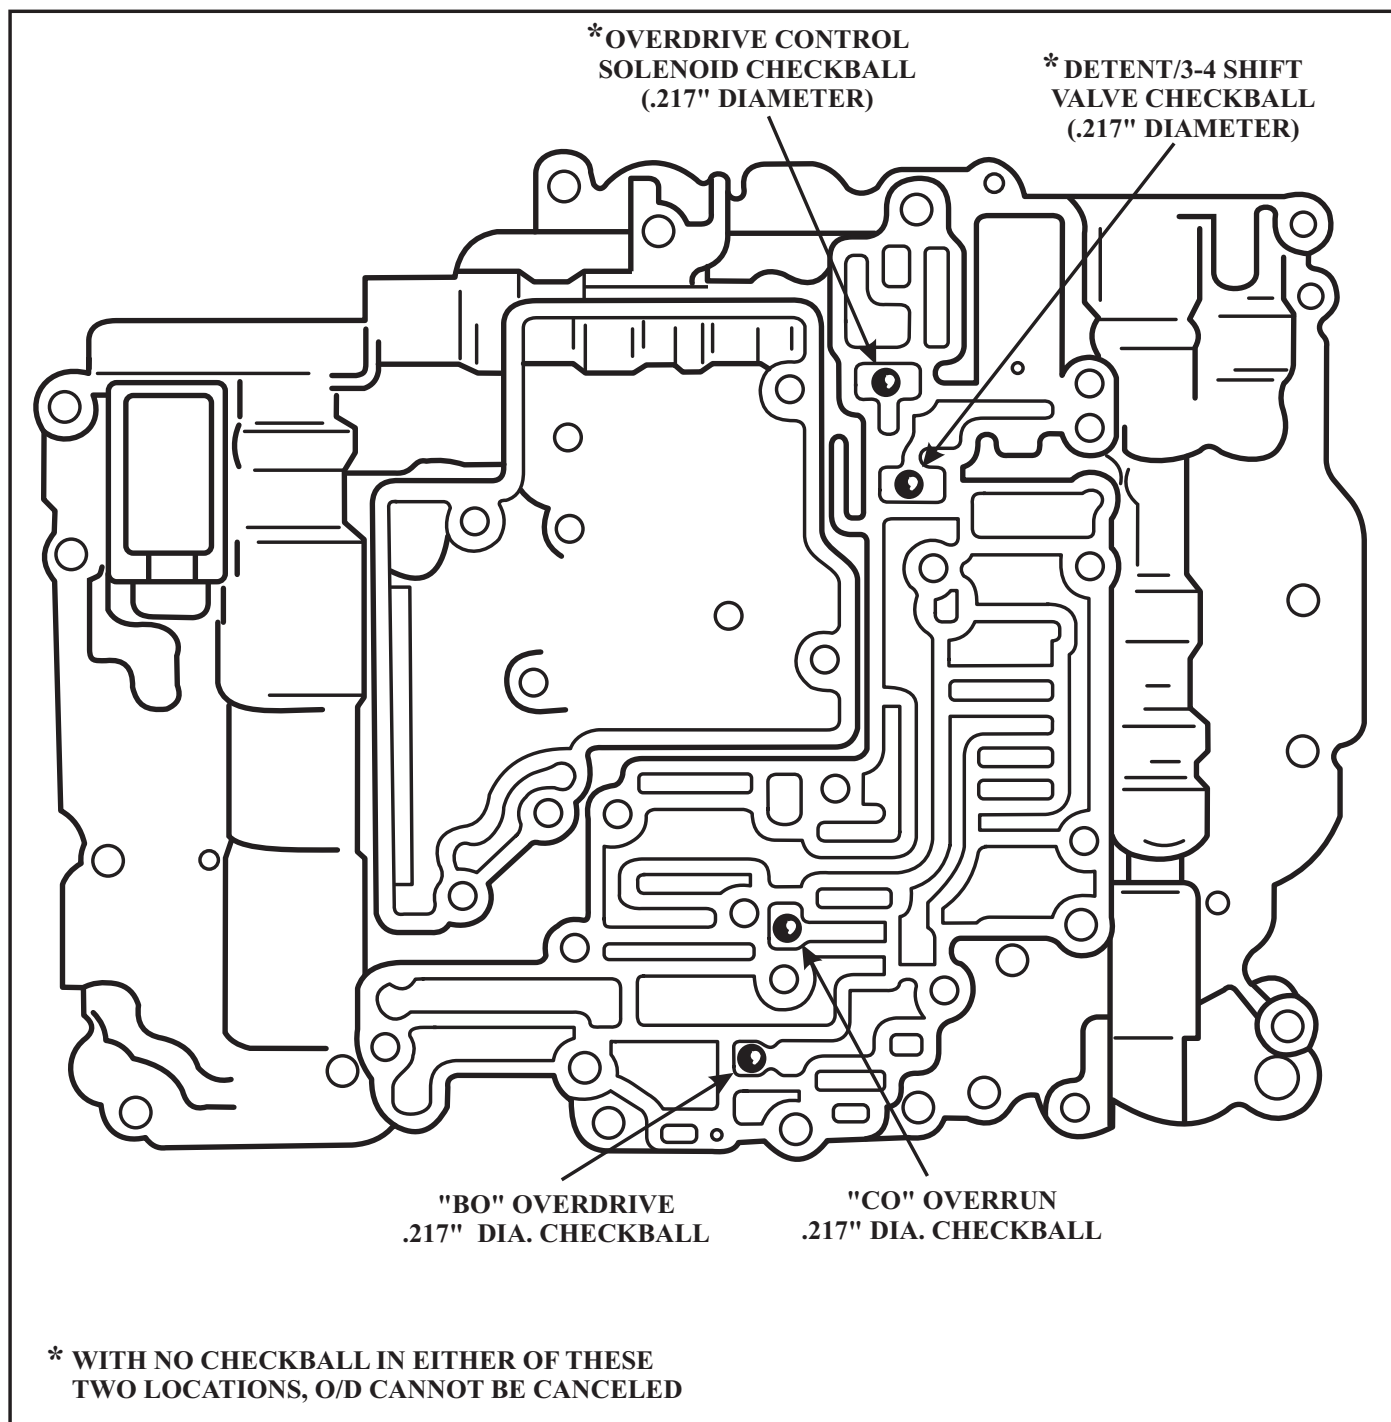 *OVERDRIVE CONTROL
SOLENOID CHECKBALL
(.217" DIAMETER)
* DETENT/3-4 SHIFT
VALVE CHECKBALL
(.217" DIAMETER)
"BO" OVERDRIVE
.217" DIA. CHECKBALL
"CO" OVERRUN
.217" DIA. CHECKBALL
* WITH NO CHECKBALL IN EITHER OF THESE
TWO LOCATIONS, O/D CANNOT BE CANCELED